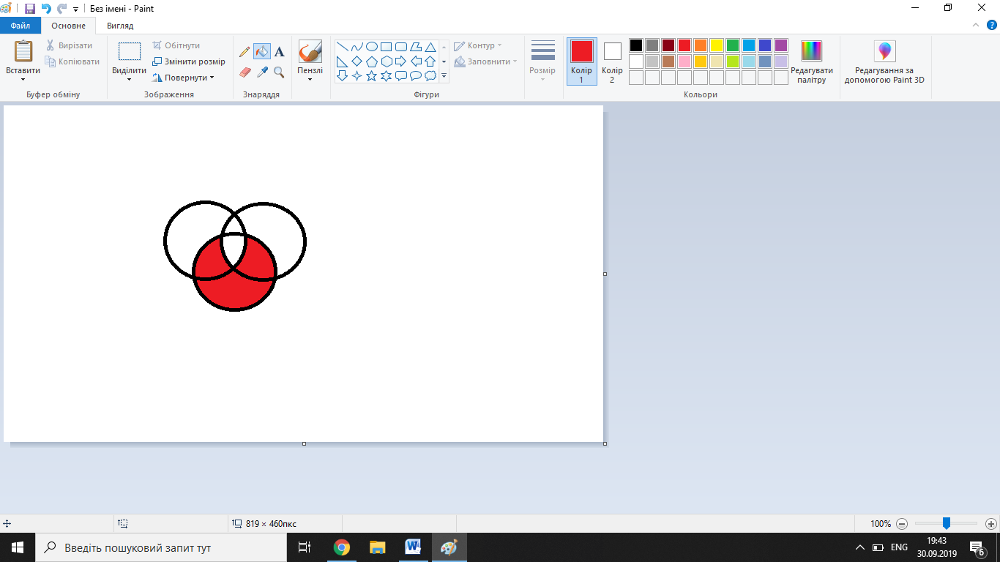 Без імені - Paint
Файл
Основне
Вигляд
Вставити
Вирізати
Копіювати
Буфер обміну
Виділити
Обітнути
Змінити розмір
Повернути
Зображення
A
Знаряддя
Пензлі
Контур
Заповнити
Фігури
Розмір
Колір
1
Колір
2
Кольори
Редагувати
палітру
Редагування за
допомогою Paint 3D
819 × 460пкс
100%
Введіть пошуковий запит тут
ENG
19:43
30.09.2019
6